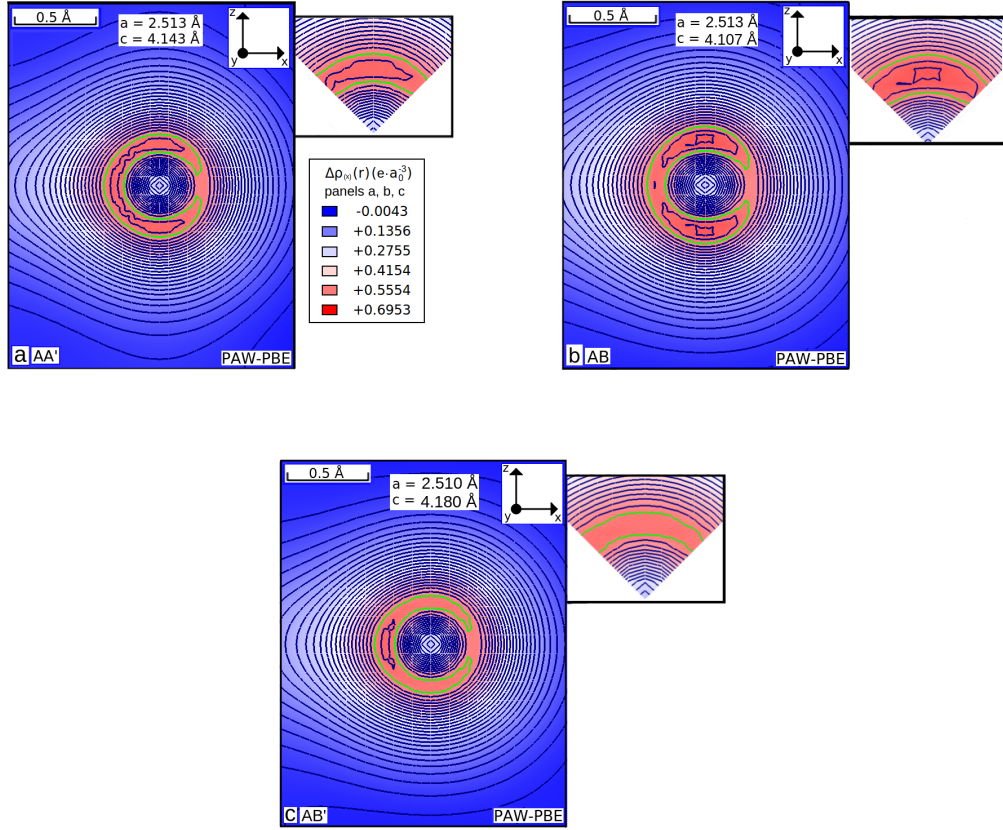 0.5 Å
a = 2.513 Å
c = 4.143 Å
z
y
x
a AA'
PAW-PBE
Δρ₍ₓ₎(r)(e·a₀⁻³)
panels a, b, c
-0.0043
+0.1356
+0.2755
+0.4154
+0.5554
+0.6953
0.5 Å
a = 2.513 Å
c = 4.107 Å
z
y
x
b AB
PAW-PBE
0.5 Å
a = 2.510 Å
c = 4.180 Å
z
y
x
c AB'
PAW-PBE